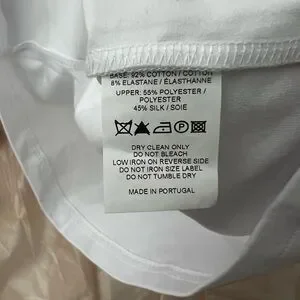 BASE: 92% COTTON / COTTON
8% ELASTANE / ÉLASTHANNE
UPPER: 55% POLYESTER /
POLYESTER
45% SILK / SOIE
P
DRY CLEAN ONLY
DO NOT BLEACH
LOW IRON ON REVERSE SIDE
DO NOT IRON SIZE LABEL
DO NOT TUMBLE DRY
MADE IN PORTUGAL